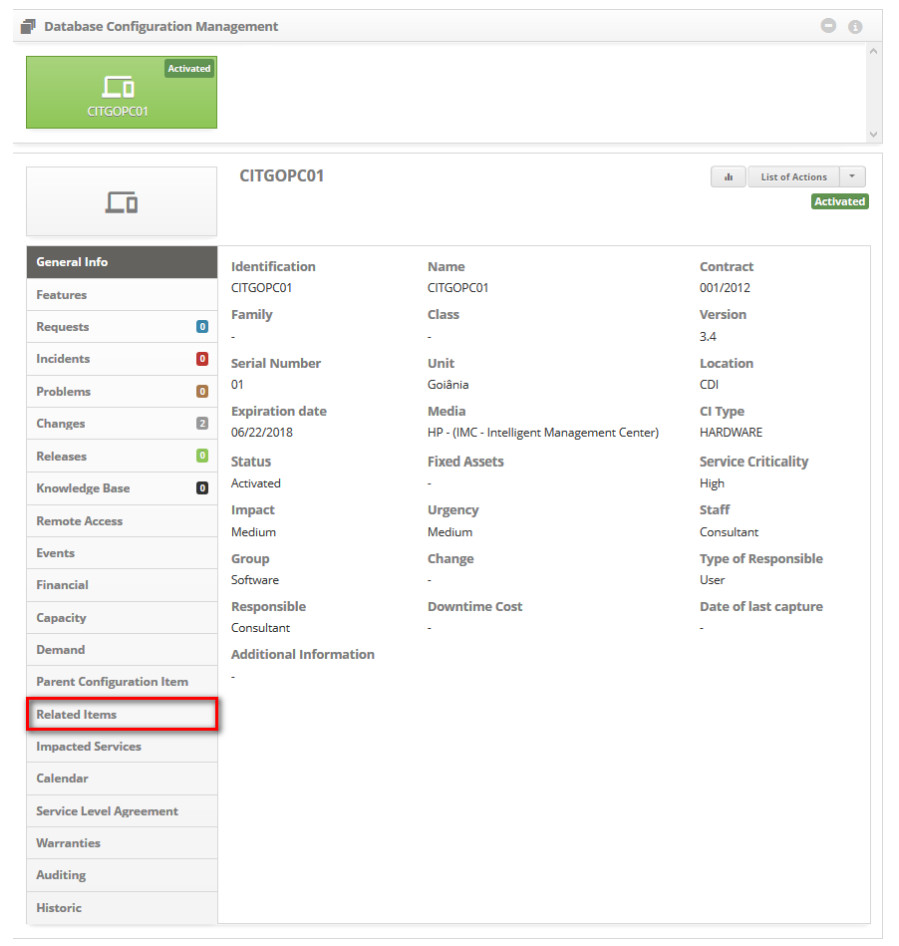 Database Configuration Management
Activated
CITGOPC01
CITGOPC01
List of Actions
Activated
General Info
Features
Requests 0
Incidents 0
Problems 0
Changes 2
Releases 0
Knowledge Base 0
Remote Access
Events
Financial
Capacity
Demand
Parent Configuration Item
Related Items
Impacted Services
Calendar
Service Level Agreement
Warranties
Auditing
Historic
Identification Name Contract
CITGOPC01 CITGOPC01 001/2012
Family Class Version
- - 3.4
Serial Number Unit Location
01 Goiânia CDI
Expiration date Media CI Type
06/22/2018 HP - (IMC - Intelligent Management Center) HARDWARE
Status Fixed Assets Service Criticality
Activated - High
Impact Urgency Staff
Medium Medium Consultant
Group Change Type of Responsible
Software - User
Responsible Downtime Cost Date of last capture
Consultant - -
Additional Information
-